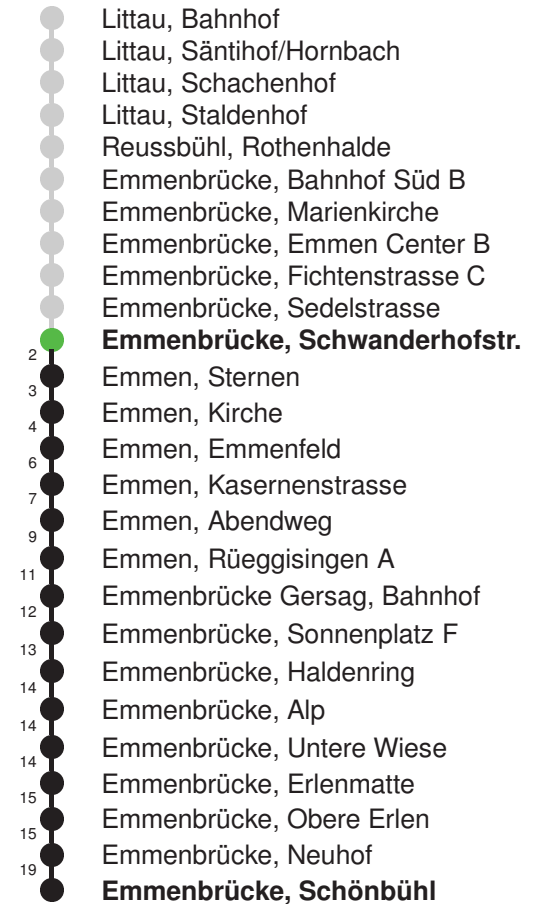 Littau, Bahnhof
Littau, Säntihof/Hornbach
Littau, Schachenhof
Littau, Staldenhof
Reussbühl, Rothenhalde
Emmenbrücke, Bahnhof Süd B
Emmenbrücke, Marienkirche
Emmenbrücke, Emmen Center B
Emmenbrücke, Fichtenstrasse C
Emmenbrücke, Sedelstrasse
Emmenbrücke, Schwanderhofstr.
2
Emmen, Sternen
3
Emmen, Kirche
4
Emmen, Emmenfeld
6
Emmen, Kasernenstrasse
7
Emmen, Abendweg
9
Emmen, Rüeggisingen A
11
Emmenbrücke Gersag, Bahnhof
12
Emmenbrücke, Sonnenplatz F
13
Emmenbrücke, Haldenring
14
Emmenbrücke, Alp
14
Emmenbrücke, Untere Wiese
14
Emmenbrücke, Erlenmatte
15
Emmenbrücke, Obere Erlen
15
Emmenbrücke, Neuhof
19
Emmenbrücke, Schönbühl